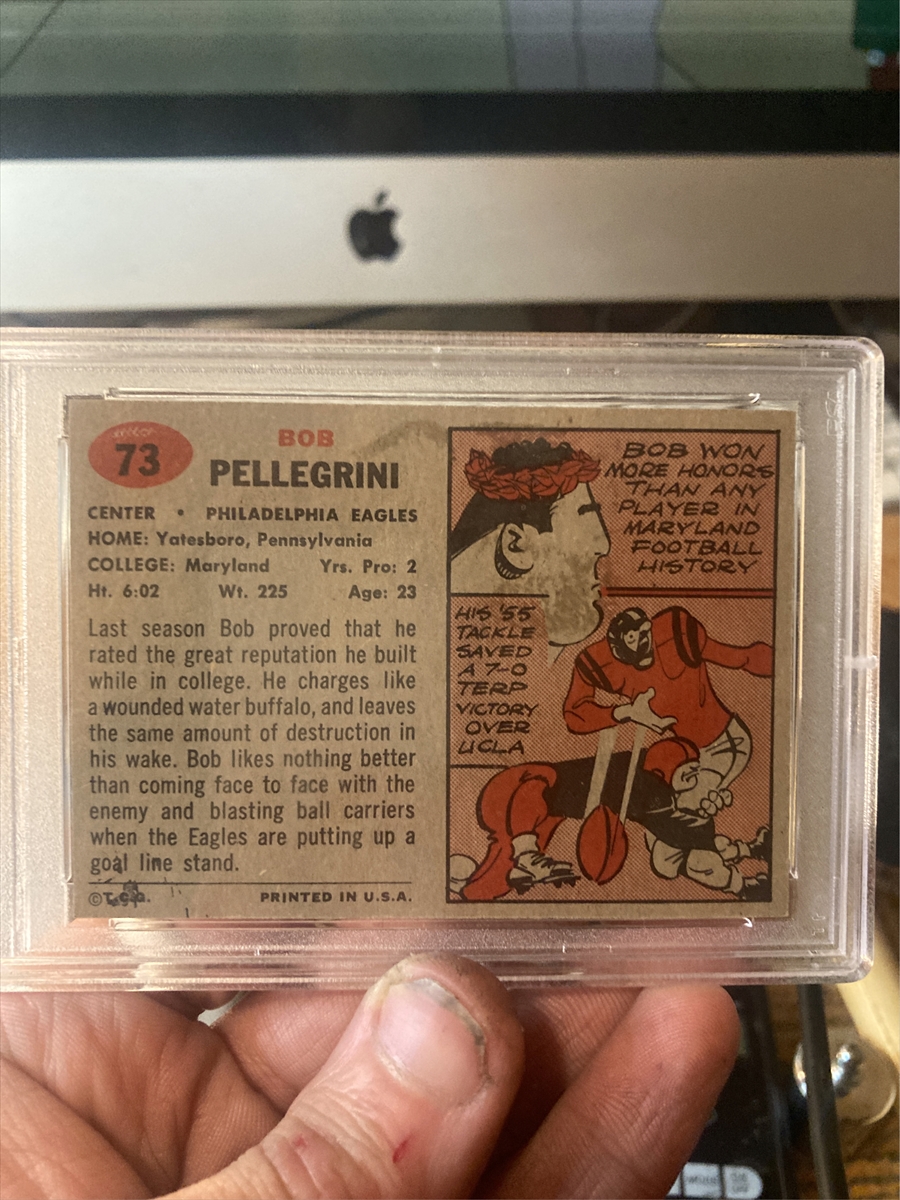 73
BOB
PELLEGRINI
CENTER • PHILADELPHIA EAGLES
HOME: Yatesboro, Pennsylvania
COLLEGE: Maryland Yrs. Pro: 2
Ht. 6:02 Wt. 225 Age: 23
Last season Bob proved that he
rated the great reputation he built
while in college. He charges like
a wounded water buffalo, and leaves
the same amount of destruction in
his wake. Bob likes nothing better
than coming face to face with the
enemy and blasting ball carriers
when the Eagles are putting up a
goal line stand.
©T.C.G. PRINTED IN U.S.A.
BOB WON
MORE HONORS
THAN ANY
PLAYER IN
MARYLAND
FOOTBALL
HISTORY
HIS '55
TACKLE
SAVED
A 7-0
TERP
VICTORY
OVER
UCLA